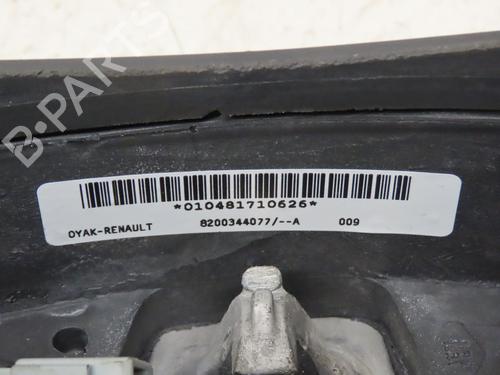 B-PARTS
*010481710626*
OYAK-RENAULT 8200344077/--A 009